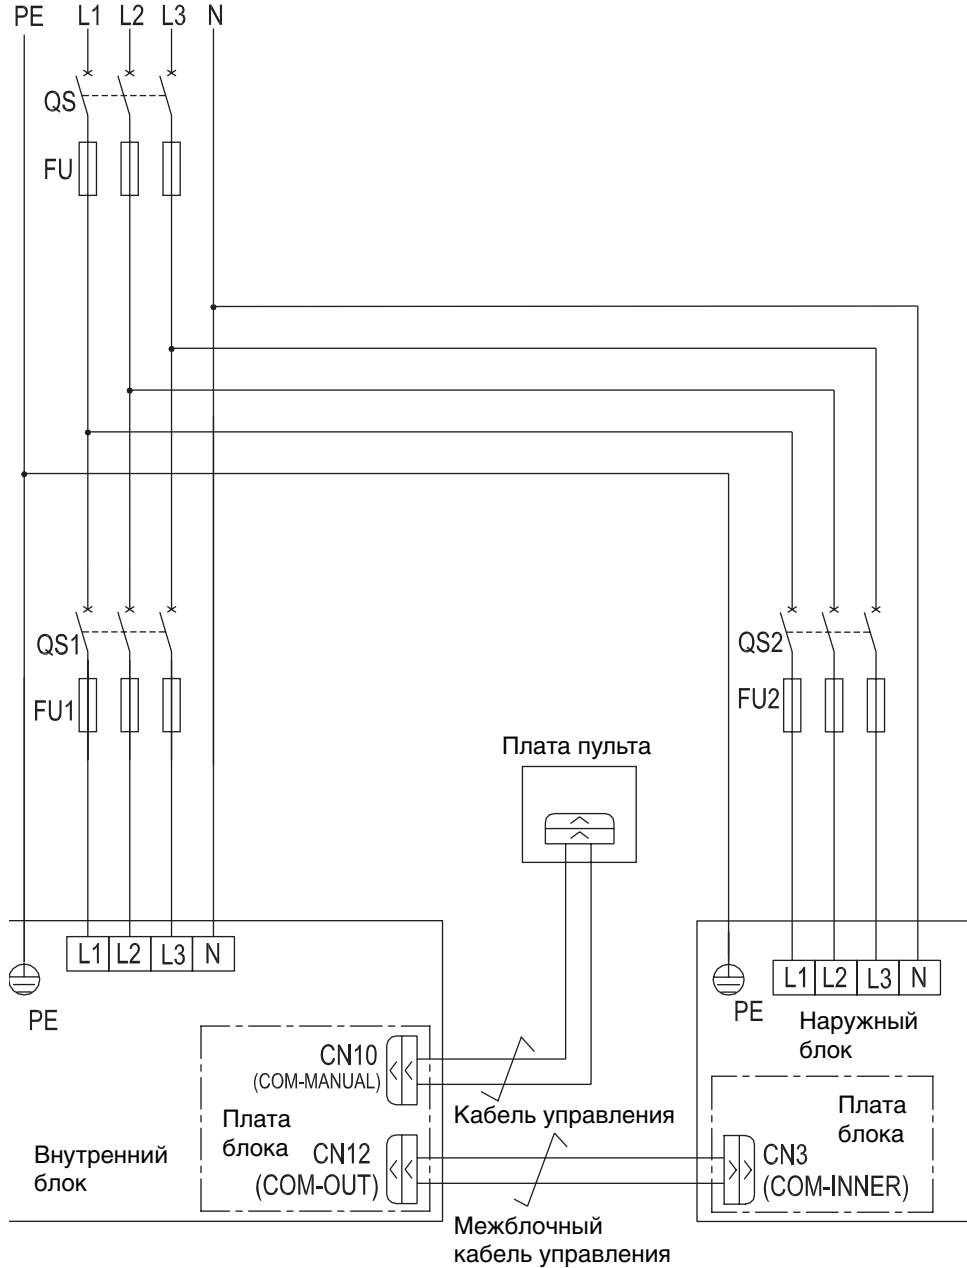 PE L1 L2 L3 N
QS
FU
QS1
QS2
FU1
FU2
Плата пульта
L1 L2 L3 N
PE
L1 L2 L3 N
PE
Наружный
блок
CN10
(COM-MANUAL)
Плата
блока
Кабель управления
Плата
блока
Внутренний
блок
CN12
(COM-OUT)
CN3
(COM-INNER)
Межблочный
кабель управления